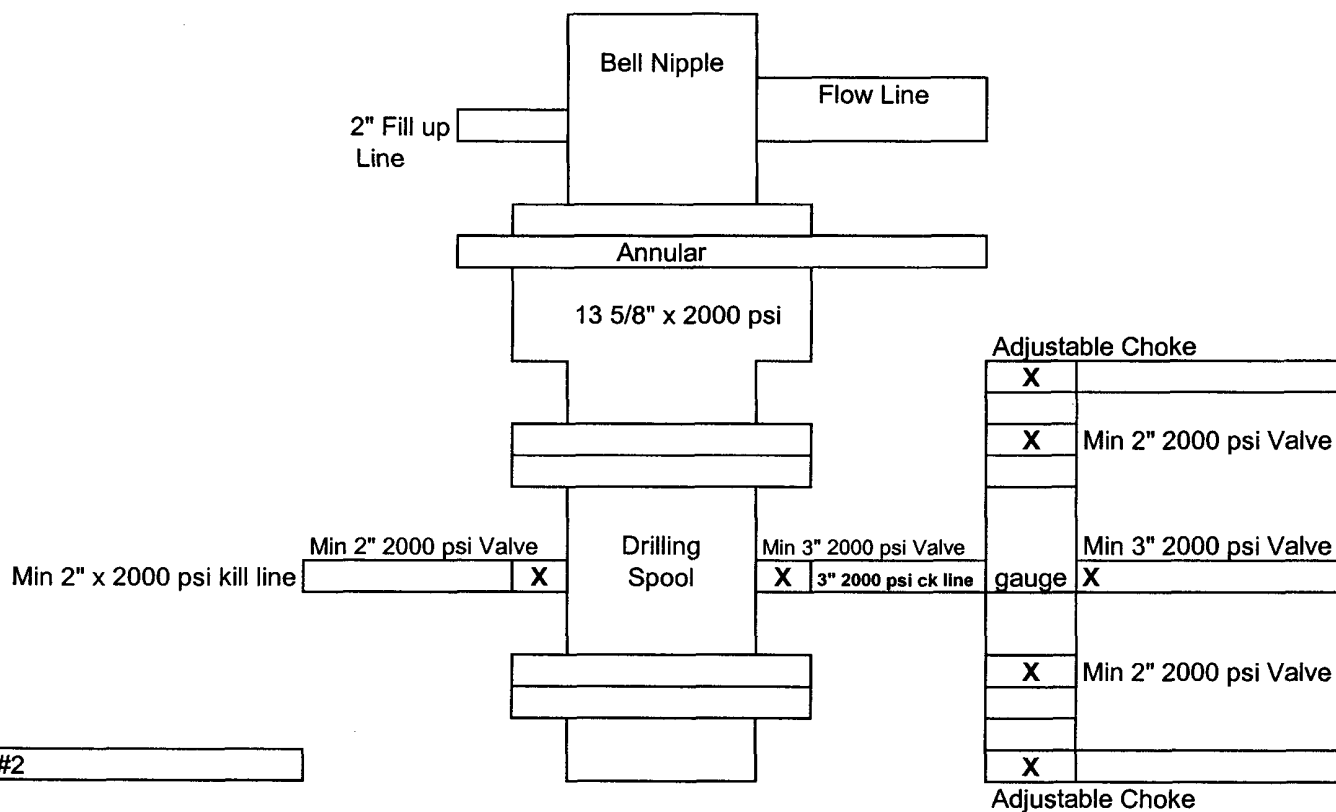 Bell Nipple
Flow Line
2" Fill up
Line
Annular
13 5/8" x 2000 psi
Adjustable Choke
X
X Min 2" 2000 psi Valve
Min 2" 2000 psi Valve
Drilling
Spool
Min 3" 2000 psi Valve
Min 3" 2000 psi Valve
Min 2" x 2000 psi kill line
X
X
3" 2000 psi ck line
gauge
X
X Min 2" 2000 psi Valve
#2
X
Adjustable Choke